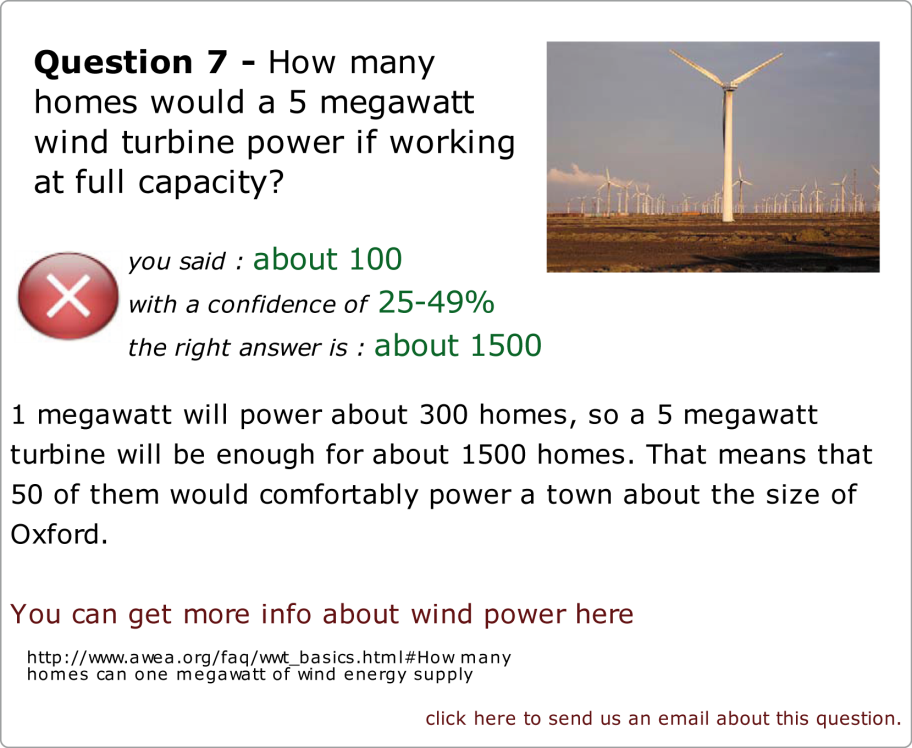 Question 7 - How many
homes would a 5 megawatt
wind turbine power if working
at full capacity?
you said : about 100
with a confidence of 25-49%
the right answer is : about 1500
1 megawatt will power about 300 homes, so a 5 megawatt
turbine will be enough for about 1500 homes. That means that
50 of them would comfortably power a town about the size of
Oxford.
You can get more info about wind power here
http://www.awea.org/faq/wwt_basics.html#How many
homes can one megawatt of wind energy supply
click here to send us an email about this question.